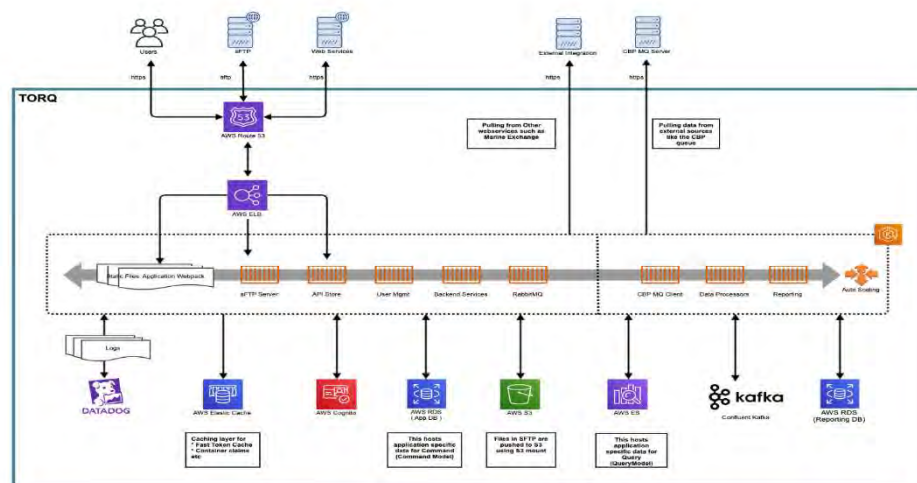 Users
sFTP
Web Services
External Integration
CBP MQ Server
https
sftp
https
https
https
TORQ
53
AWS Route 53
Pulling from Other
webservices such as
Marine Exchange
Pulling data from
external sources
like the CBP
queue
AWS ELB
Static Files: Application Webpack
sFTP Server
API Store
User Mgmt
Backend Services
RabbitMQ
CBP MQ Client
Data Processors
Reporting
Auto Scaling
Logs
DATADOG
AWS Elastic Cache
AWS Cognito
AWS RDS
(App DB )
AWS S3
AWS ES
kafka
Confluent Kafka
AWS RDS
(Reporting DB)
Caching layer for
* Fast Token Cache
* Container claims
etc
This hosts
application specific
data for Command
(Command Model)
Files in SFTP are
pushed to S3
using S3 mount
This hosts
application specific
data for Query
(QueryModel)